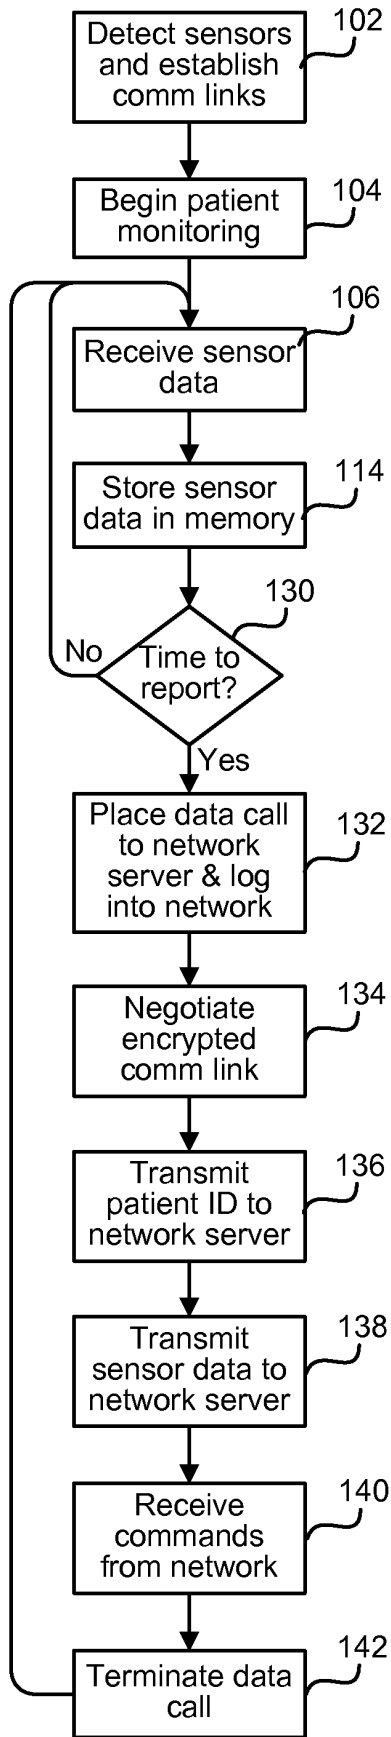 102
Detect sensors
and establish
comm links
104
Begin patient
monitoring
106
Receive sensor
data
114
Store sensor
data in memory
130
No
Time to
report?
Yes
Place data call
to network
server & log
into network
132
Negotiate
encrypted
comm link
134
Transmit
patient ID to
network server
136
Transmit
sensor data to
network server
138
Receive
commands
from network
140
Terminate data
call
142